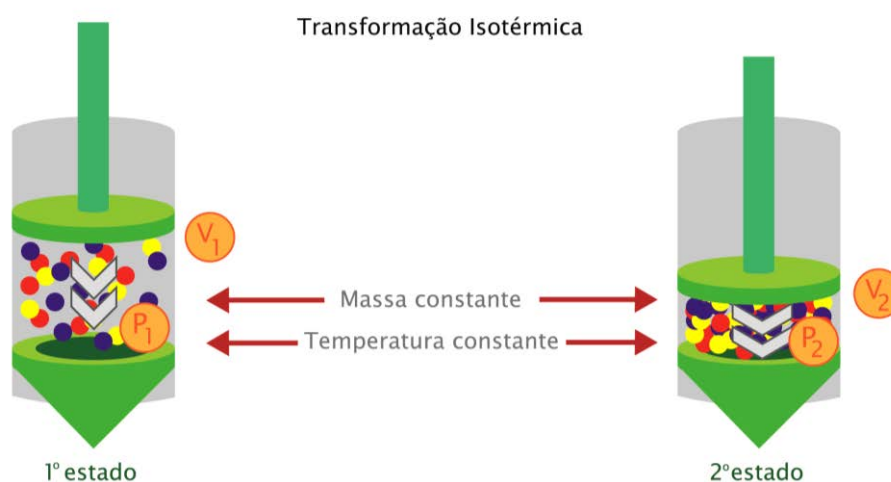 Transformação Isotérmica
V1
V2
Massa constante
P1
P2
Temperatura constante
1º estado
2ºestado